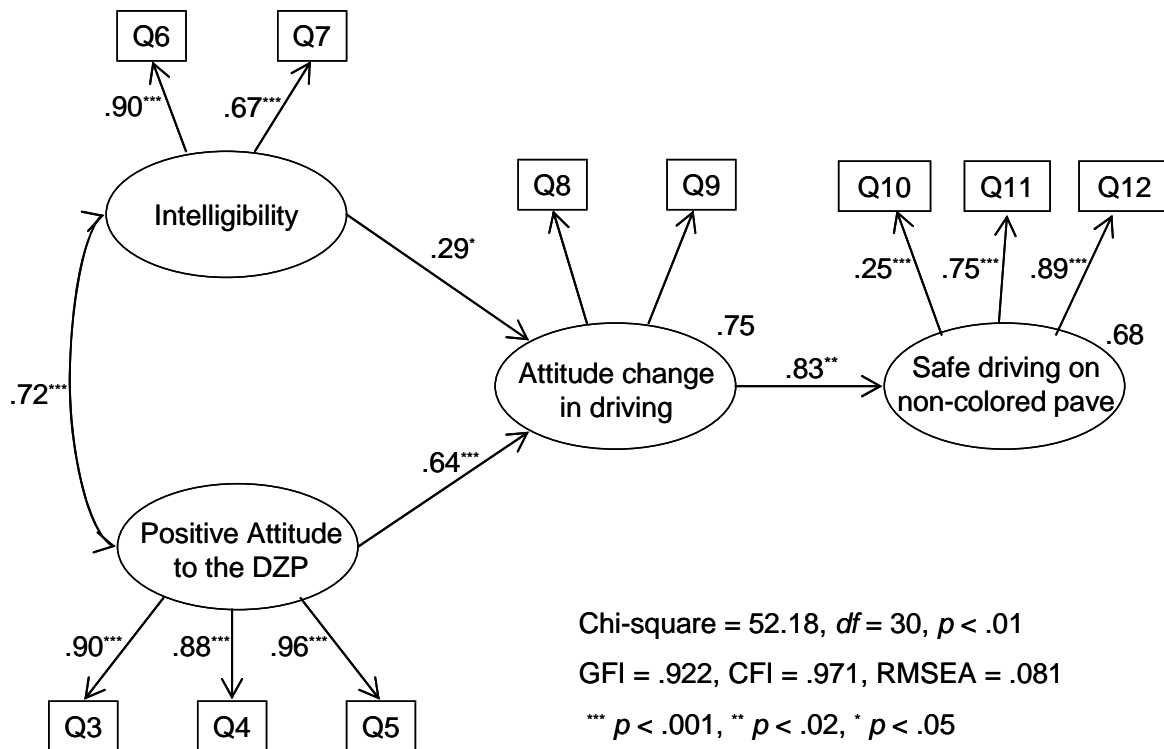 Q6
Q7
.90***
.67***
Intelligibility
Q8
Q9
Q10
Q11
Q12
.29*
.25***
.75***
.89***
.75
.68
Attitude change
in driving
.83**
Safe driving on
non-colored pave
.72***
.64***
Positive Attitude
to the DZP
.90***
.88***
.96***
Q3
Q4
Q5
Chi-square = 52.18, df = 30, p < .01
GFI = .922, CFI = .971, RMSEA = .081
*** p < .001, ** p < .02, * p < .05